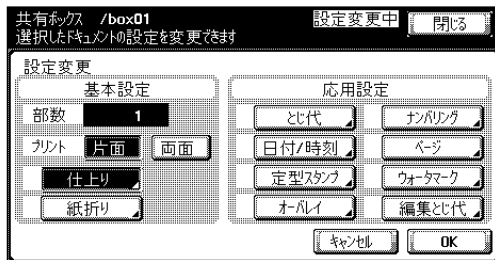 共有ボックス /box01
設定変更中 閉じる
選択したドキュメントの設定を変更できます
設定変更
基本設定
部数 1
プリント 片面 両面
仕上り
紙折り
応用設定
とじ代 ナンバリング
日付/時刻 ページ
定型スタンプ ウォータマーク
オーバレイ 編集とじ代
キャンセル OK